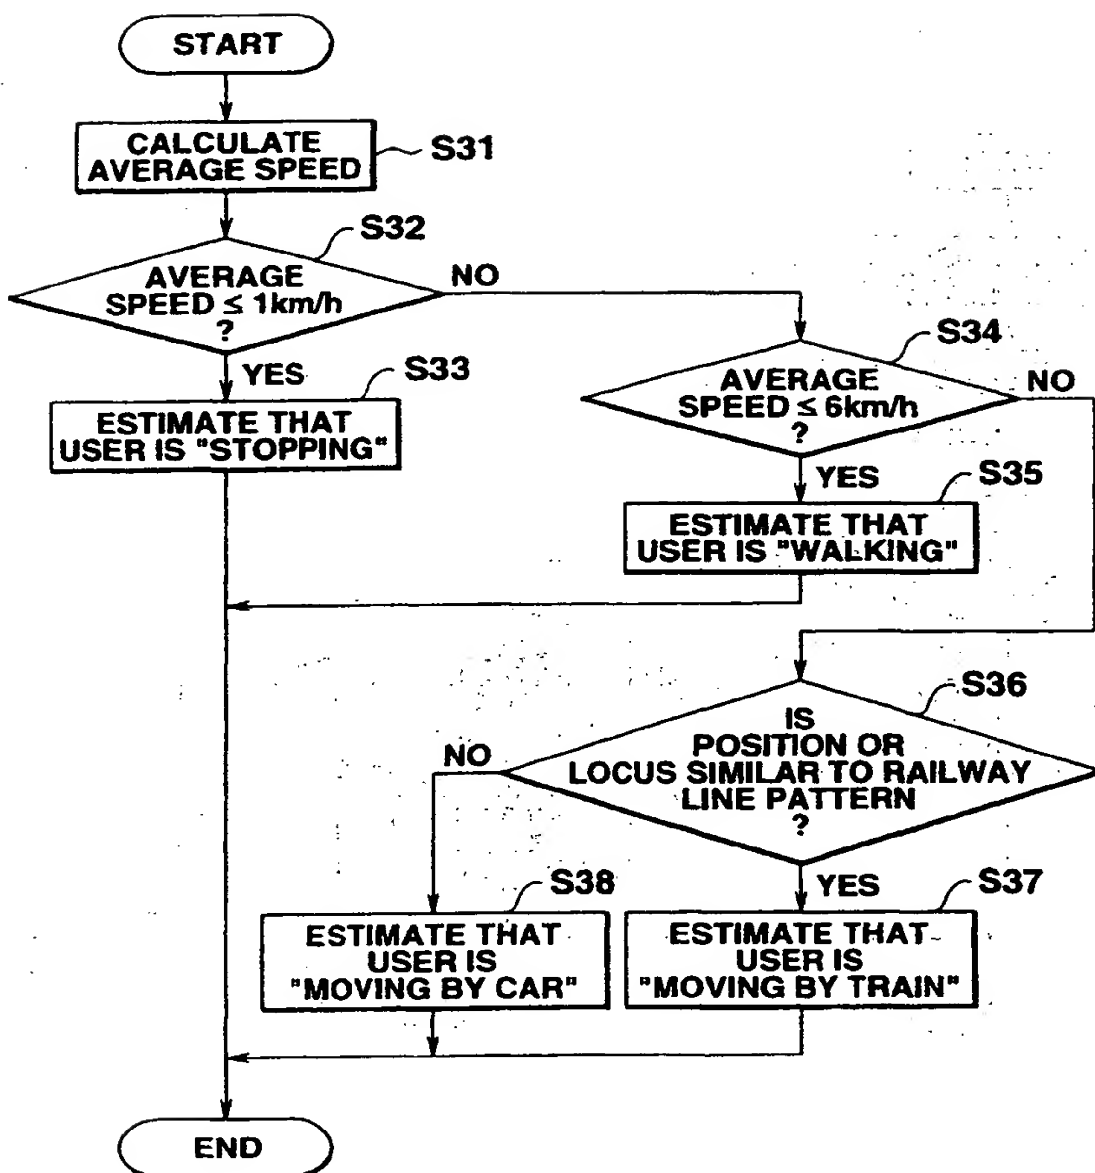 START
CALCULATE
AVERAGE SPEED
S31
S32
AVERAGE
SPEED ≤ 1km/h
?
NO
YES
S33
ESTIMATE THAT
USER IS "STOPPING"
S34
AVERAGE
SPEED ≤ 6km/h
?
NO
YES
S35
ESTIMATE THAT
USER IS "WALKING"
S36
IS
POSITION OR
LOCUS SIMILAR TO RAILWAY
LINE PATTERN
?
NO
YES
S38
ESTIMATE THAT
USER IS
"MOVING BY CAR"
S37
ESTIMATE THAT
USER IS
"MOVING BY TRAIN"
END